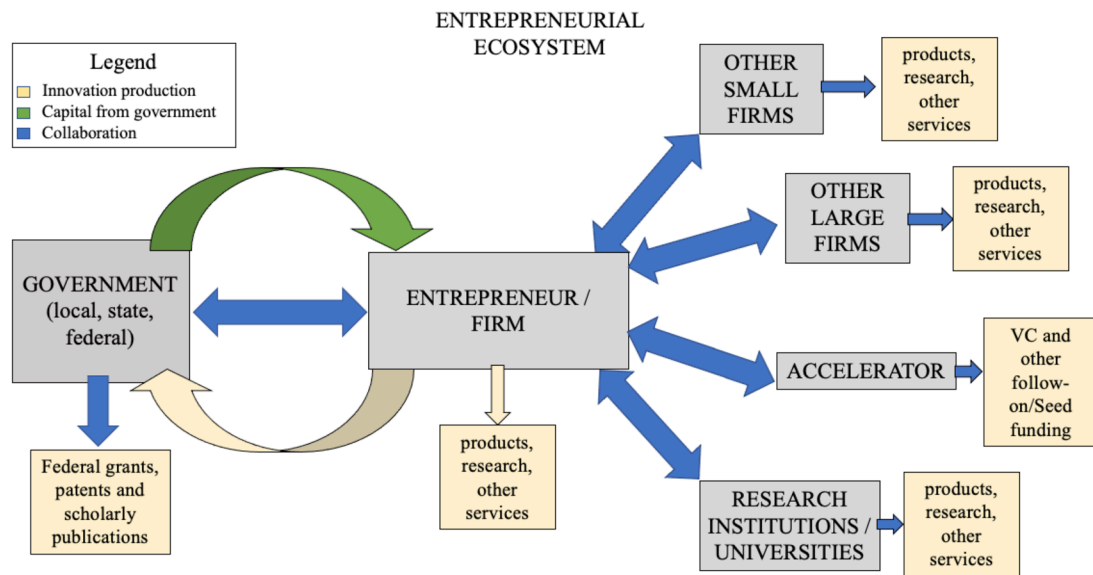 ENTREPRENEURIAL
ECOSYSTEM
Legend
Innovation production
Capital from government
Collaboration
GOVERNMENT
(local, state,
federal)
Federal grants,
patents and
scholarly
publications
ENTREPRENEUR /
FIRM
products,
research,
other
services
OTHER
SMALL
FIRMS
products,
research,
other
services
OTHER
LARGE
FIRMS
products,
research,
other
services
ACCELERATOR
VC and
other
follow-
on/Seed
funding
RESEARCH
INSTITUTIONS /
UNIVERSITIES
products,
research,
other
services